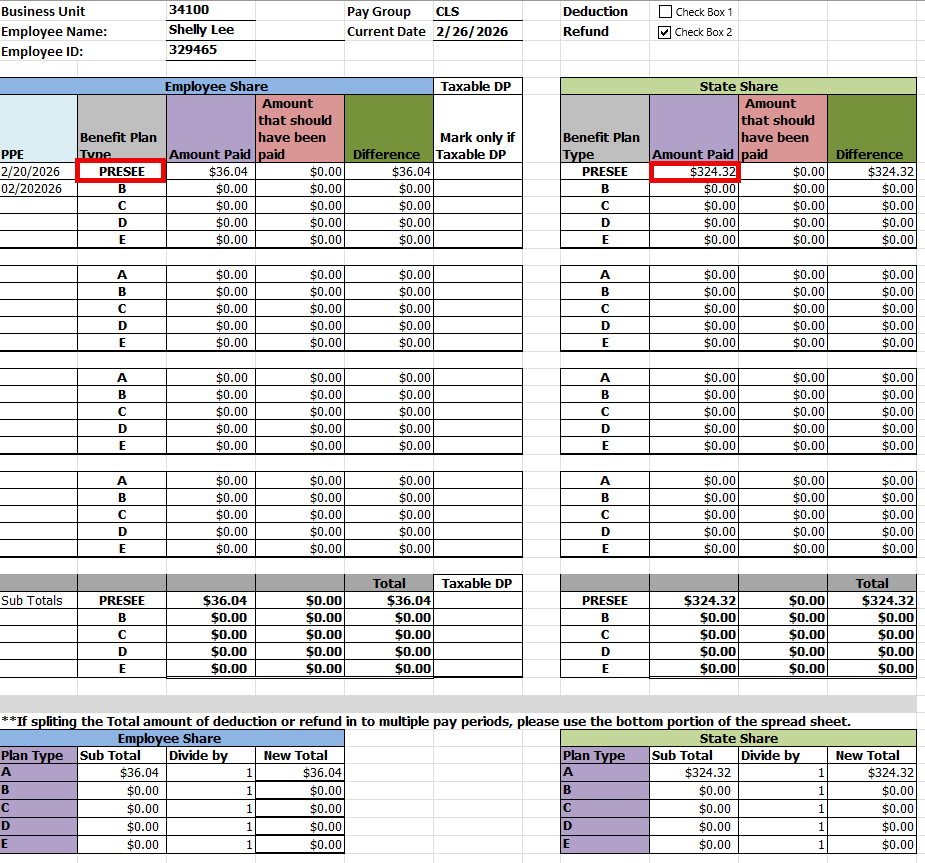 Business Unit 34100 Pay Group CLS Deduction Check Box 1
Employee Name: Shelly Lee Current Date 2/26/2026 Refund Check Box 2
Employee ID: 329465
Employee Share Taxable DP State Share
PPE Benefit Plan Type Amount Paid Amount that should have been paid Difference Mark only if Taxable DP Benefit Plan Type Amount Paid Amount that should have been paid Difference
2/20/2026 PRESEE $36.04 $0.00 $36.04 PRESEE $324.32 $0.00 $324.32
02/202026 B $0.00 $0.00 $0.00 B $0.00 $0.00 $0.00
C $0.00 $0.00 $0.00 C $0.00 $0.00 $0.00
D $0.00 $0.00 $0.00 D $0.00 $0.00 $0.00
E $0.00 $0.00 $0.00 E $0.00 $0.00 $0.00
A $0.00 $0.00 $0.00 A $0.00 $0.00 $0.00
B $0.00 $0.00 $0.00 B $0.00 $0.00 $0.00
C $0.00 $0.00 $0.00 C $0.00 $0.00 $0.00
D $0.00 $0.00 $0.00 D $0.00 $0.00 $0.00
E $0.00 $0.00 $0.00 E $0.00 $0.00 $0.00
A $0.00 $0.00 $0.00 A $0.00 $0.00 $0.00
B $0.00 $0.00 $0.00 B $0.00 $0.00 $0.00
C $0.00 $0.00 $0.00 C $0.00 $0.00 $0.00
D $0.00 $0.00 $0.00 D $0.00 $0.00 $0.00
E $0.00 $0.00 $0.00 E $0.00 $0.00 $0.00
A $0.00 $0.00 $0.00 A $0.00 $0.00 $0.00
B $0.00 $0.00 $0.00 B $0.00 $0.00 $0.00
C $0.00 $0.00 $0.00 C $0.00 $0.00 $0.00
D $0.00 $0.00 $0.00 D $0.00 $0.00 $0.00
E $0.00 $0.00 $0.00 E $0.00 $0.00 $0.00
Total Taxable DP Total
Sub Totals PRESEE $36.04 $0.00 $36.04 PRESEE $324.32 $0.00 $324.32
B $0.00 $0.00 $0.00 B $0.00 $0.00 $0.00
C $0.00 $0.00 $0.00 C $0.00 $0.00 $0.00
D $0.00 $0.00 $0.00 D $0.00 $0.00 $0.00
E $0.00 $0.00 $0.00 E $0.00 $0.00 $0.00
**If spliting the Total amount of deduction or refund in to multiple pay periods, please use the bottom portion of the spread sheet.
Employee Share State Share
Plan Type Sub Total Divide by New Total Plan Type Sub Total Divide by New Total
A $36.04 1 $36.04 A $324.32 1 $324.32
B $0.00 1 $0.00 B $0.00 1 $0.00
C $0.00 1 $0.00 C $0.00 1 $0.00
D $0.00 1 $0.00 D $0.00 1 $0.00
E $0.00 1 $0.00 E $0.00 1 $0.00